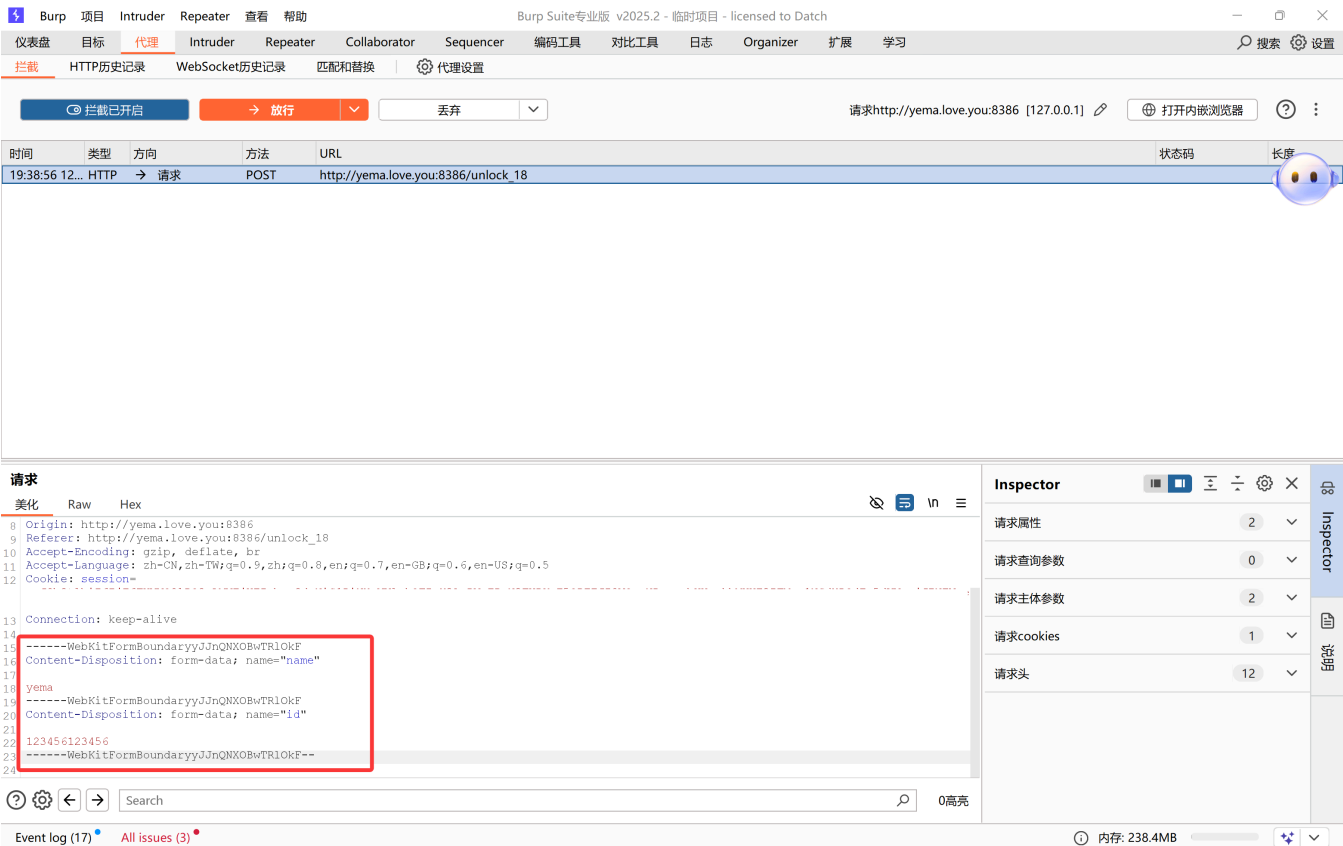 Burp 项目 Intruder Repeater 查看 帮助 Burp Suite专业版 v2025.2 - 临时项目 - licensed to Datch
仪表盘 目标 代理 Intruder Repeater Collaborator Sequencer 编码工具 对比工具 日志 Organizer 扩展 学习 搜索 设置
拦截 HTTP历史记录 WebSocket历史记录 匹配和替换 代理设置
拦截已开启 放行 丢弃 请求http://yema.love.you:8386 [127.0.0.1] 打开内嵌浏览器
时间 类型 方向 方法 URL 状态码 长度
19:38:56 12... HTTP → 请求 POST http://yema.love.you:8386/unlock_18
请求
美化 Raw Hex \n
8 Origin: http://yema.love.you:8386
9 Referer: http://yema.love.you:8386/unlock_18
10 Accept-Encoding: gzip, deflate, br
11 Accept-Language: zh-CN,zh-TW;q=0.9,zh;q=0.8,en;q=0.7,en-GB;q=0.6,en-US;q=0.5
12 Cookie: session=
13 Connection: keep-alive
14
15 ------WebKitFormBoundaryyJJnQNXOBwTRlOkF
16 Content-Disposition: form-data; name="name"
17
18 yema
19 ------WebKitFormBoundaryyJJnQNXOBwTRlOkF
20 Content-Disposition: form-data; name="id"
21
22 123456123456
23 ------WebKitFormBoundaryyJJnQNXOBwTRlOkF--
24
Search 0高亮
Inspector
请求属性 2
请求查询参数 0
请求主体参数 2
请求cookies 1
请求头 12
Inspector
说明
Event log (17) All issues (3) 内存: 238.4MB